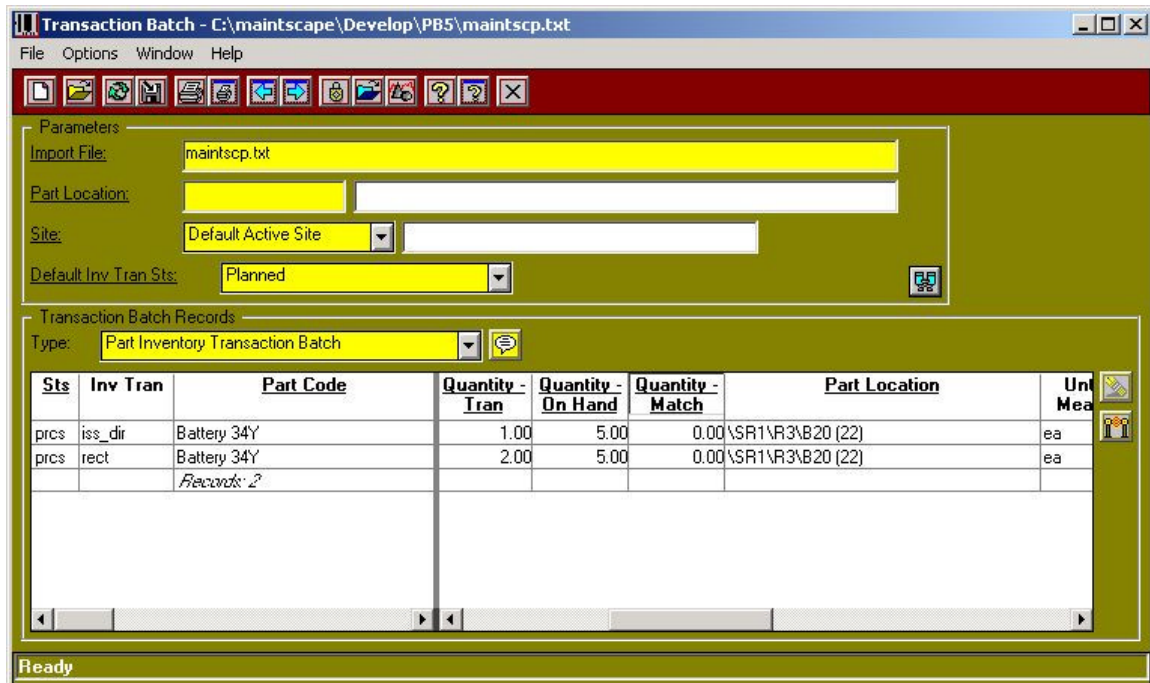 Transaction Batch - C:\maintscape\Develop\PB5\maintscp.txt
File Options Window Help
Parameters
Import File: maintscp.txt
Part Location:
Site: Default Active Site
Default Inv Tran Sts: Planned
Transaction Batch Records
Type: Part Inventory Transaction Batch
Sts Inv Tran Part Code Quantity - Tran Quantity - On Hand Quantity - Match Part Location Unt Mea
prcs iss_dir Battery 34Y 1.00 5.00 0.00 \SR1\R3\B20 (22) ea
prcs rect Battery 34Y 2.00 5.00 0.00 \SR1\R3\B20 (22) ea
Records: 2
Ready